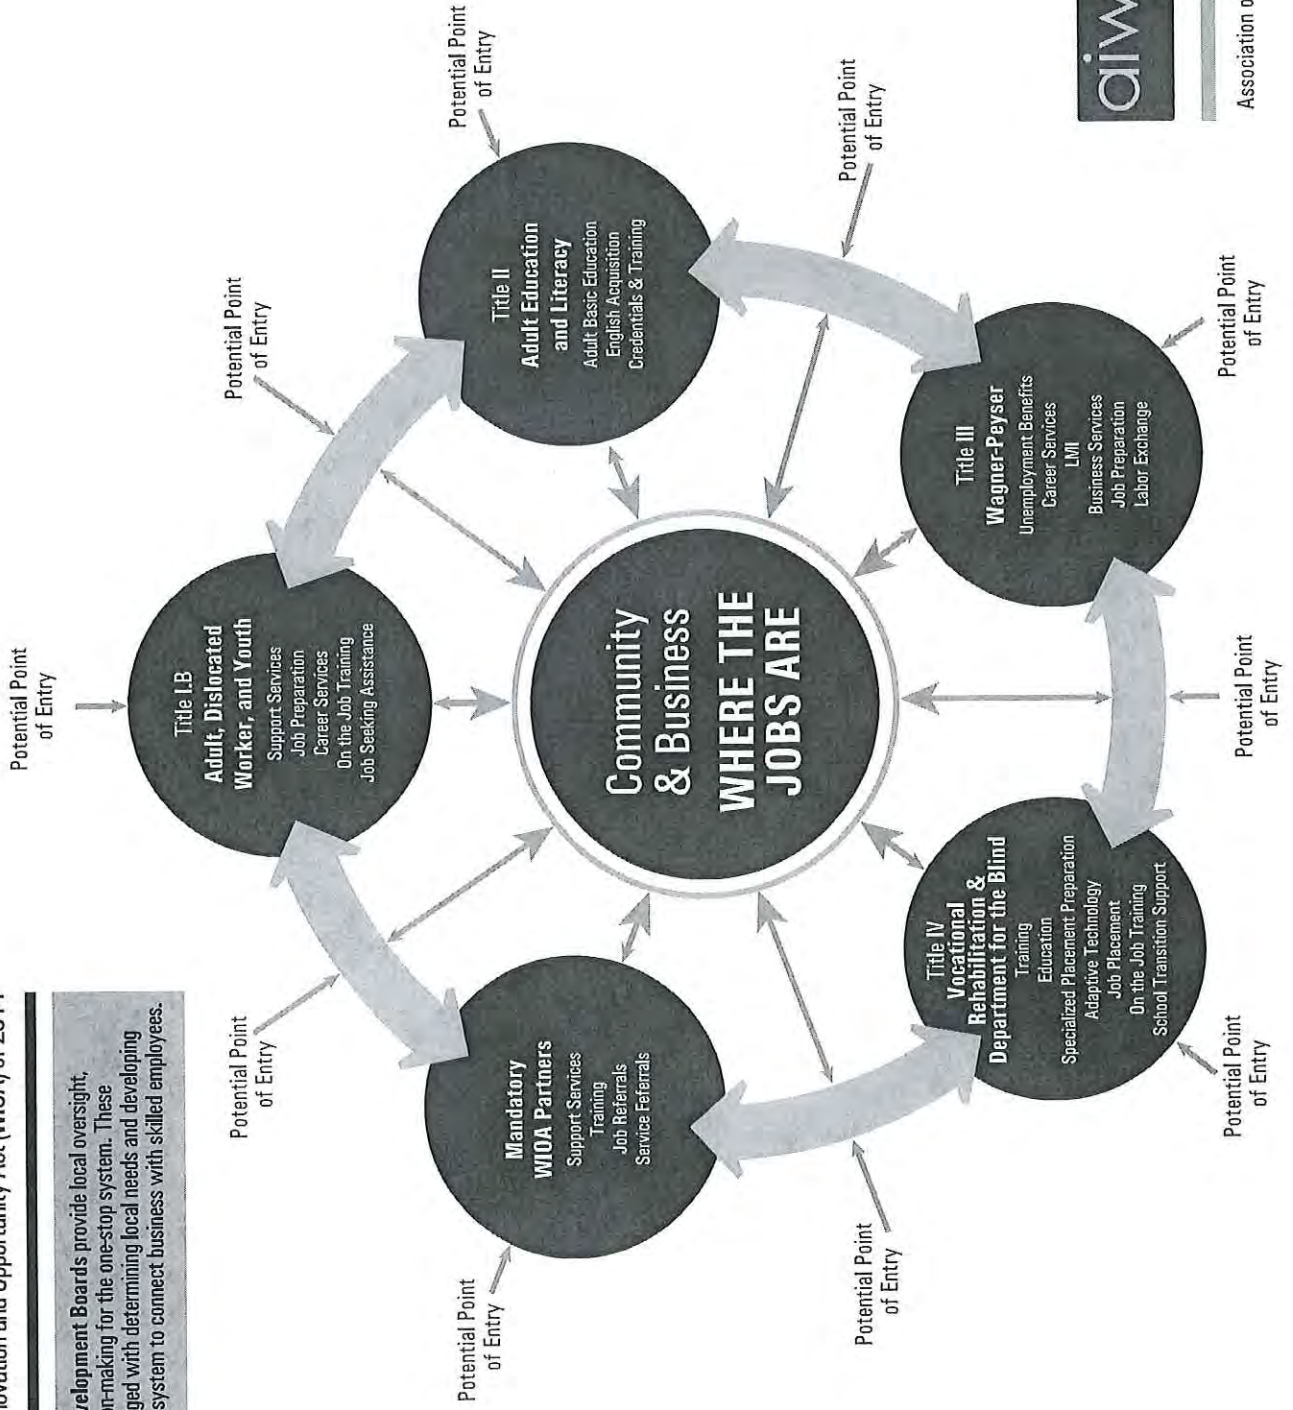 novation and Opportunity Act (WIOA) of 2014
velopment Boards provide local oversight,
on-making for the one-stop system. These
ged with determining local needs and developing
system to connect business with skilled employees.
Potential Point
of Entry
Title I.B
Adult, Dislocated
Worker, and Youth
Support Services
Job Preparation
Career Services
On the Job Training
Job Seeking Assistance
Potential Point
of Entry
Potential Point
of Entry
Title II
Adult Education
and Literacy
Adult Basic Education
English Acquisition
Credentials & Training
Potential Point
of Entry
Potential Point
of Entry
Title III
Wagner-Peyser
Unemployment Benefits
Career Services
LMI
Business Services
Job Preparation
Labor Exchange
Potential Point
of Entry
Potential Point
of Entry
Title IV
Vocational
Rehabilitation &
Department for the Blind
Training
Education
Specialized Placement Preparation
Adaptive Technology
Job Placement
On the Job Training
School Transition Support
Potential Point
of Entry
Potential Point
of Entry
Mandatory
WIOA Partners
Support Services
Training
Job Referrals
Service Feferrals
Potential Point
of Entry
Potential Point
of Entry
Community
& Business
WHERE THE
JOBS ARE
aiw
Association o